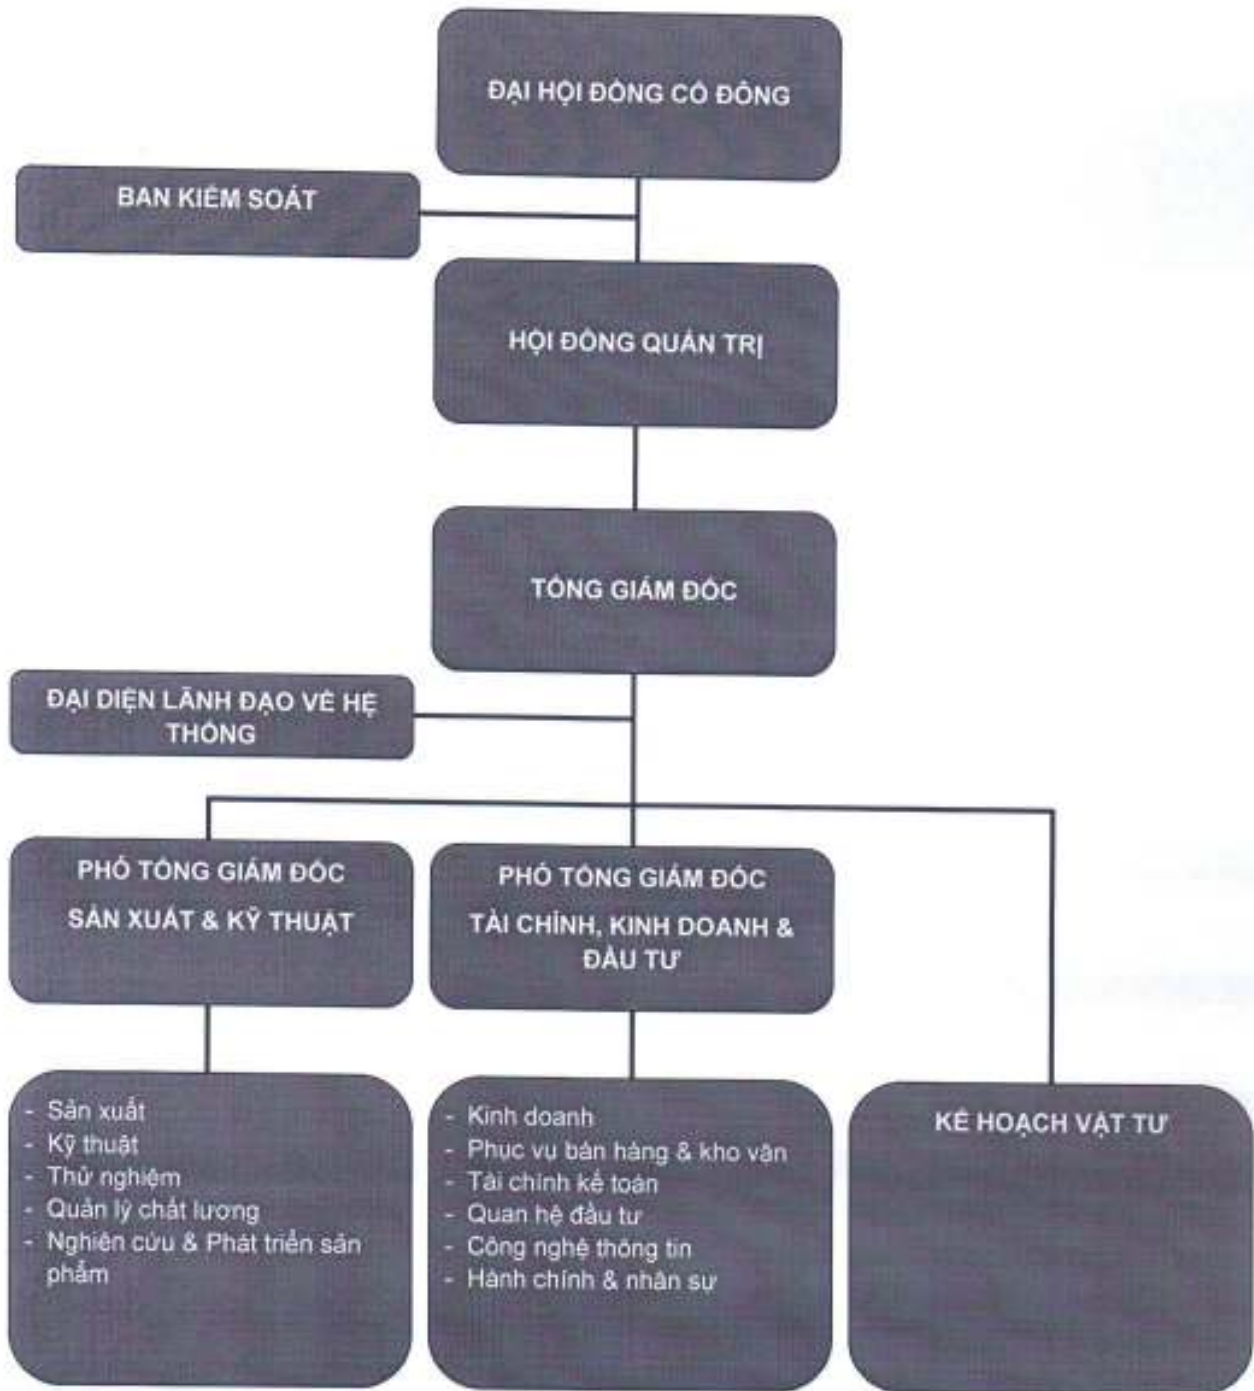 ĐẠI HỘI ĐỒNG CỔ ĐÔNG
BAN KIỂM SOÁT
HỘI ĐỒNG QUẢN TRỊ
TỔNG GIÁM ĐỐC
ĐẠI DIỆN LÃNH ĐẠO VỀ HỆ
THỐNG
PHÓ TỔNG GIÁM ĐỐC
SẢN XUẤT & KỸ THUẬT
PHÓ TỔNG GIÁM ĐỐC
TÀI CHÍNH, KINH DOANH &
ĐẦU TƯ
- Sản xuất
- Kỹ thuật
- Thử nghiệm
- Quản lý chất lượng
- Nghiên cứu & Phát triển sản
phẩm
- Kinh doanh
- Phục vụ bán hàng & kho vận
- Tài chính kế toán
- Quan hệ đầu tư
- Công nghệ thông tin
- Hành chính & nhân sự
KẾ HOẠCH VẬT TƯ